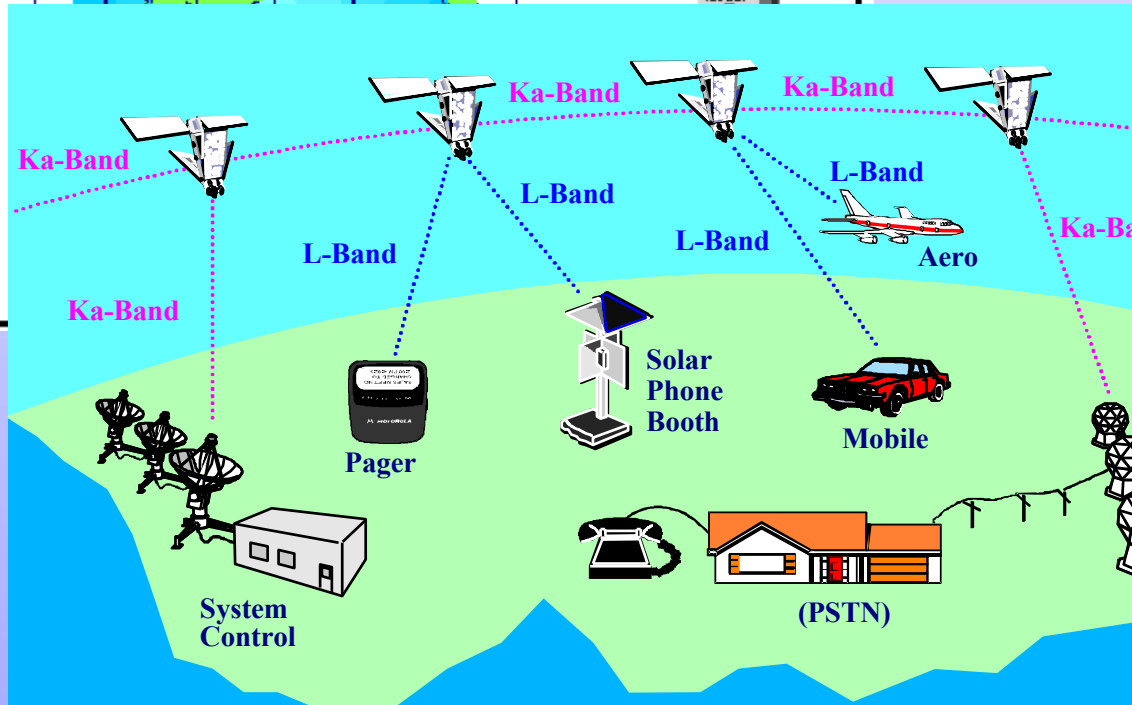 Ka-Band
Ka-Band
Ka-Band
L-Band
L-Band
L-Band
L-Band
Ka-Ba
Aero
Ka-Band
Solar
Phone
Booth
Pager
Mobile
MOTOROLA
System
Control
(PSTN)